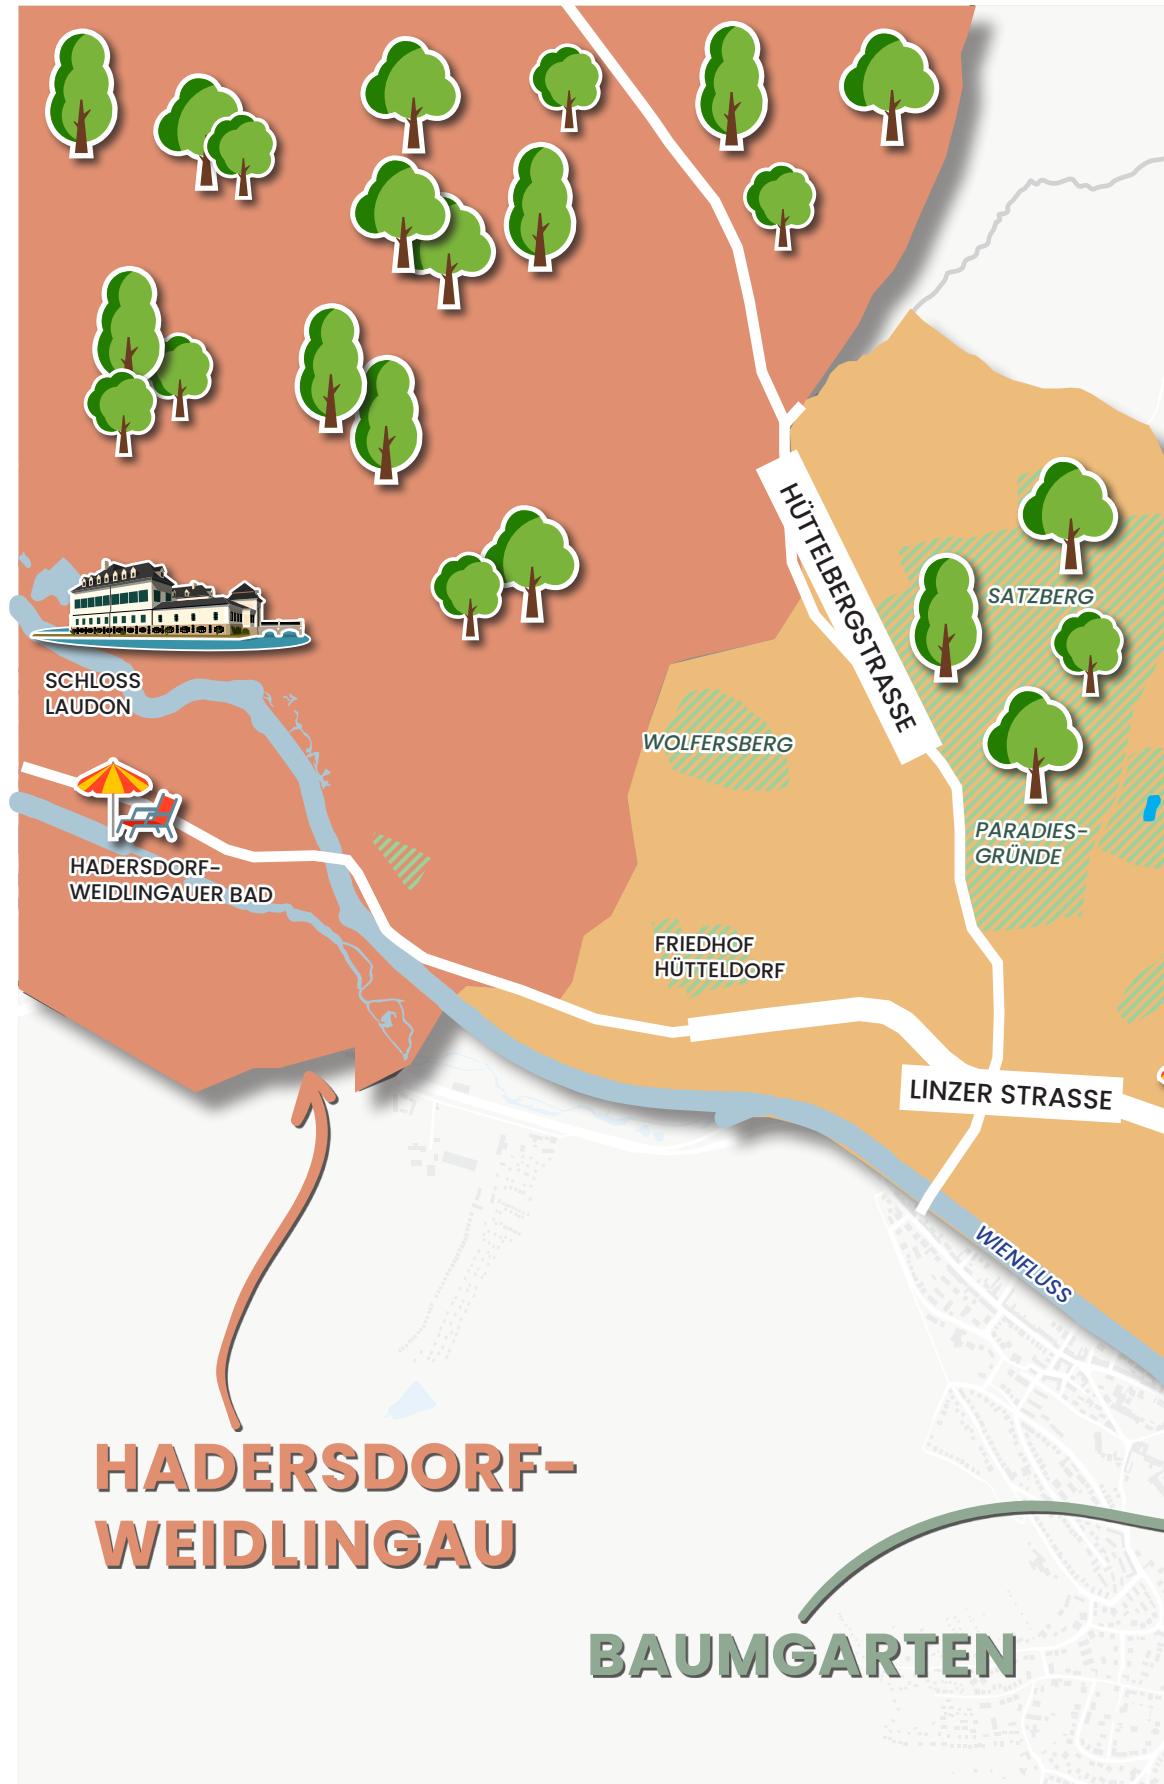 HÜTTELBERGSTRASSE
SATZBERG
SCHLOSS
LAUDON
WOLFERSBERG
PARADIES-
GRÜNDE
HADERSDORF-
WEIDLINGAUER BAD
FRIEDHOF
HÜTTELDORF
LINZER STRASSE
WIENFLUSS
HADERSDORF-
WEIDLINGAU
BAUMGARTEN